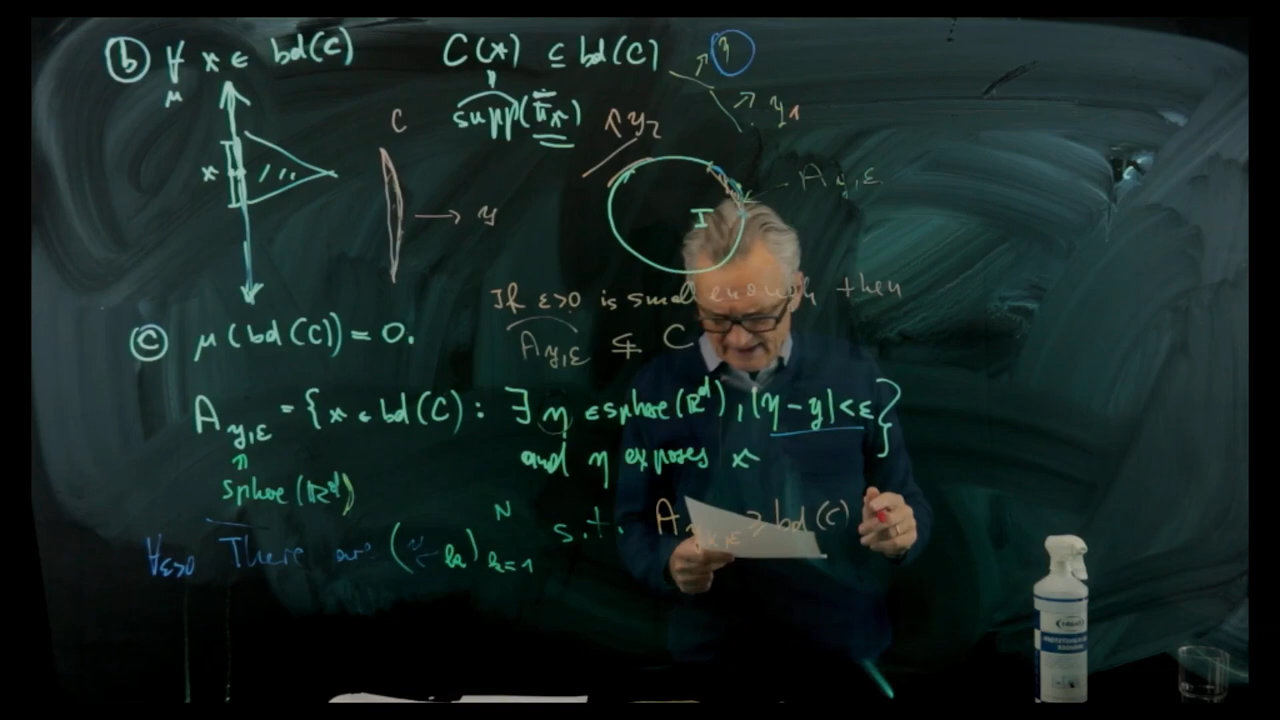 (b) ∀ x ∈ bd(C) C(x) ⊆ bd(C)
μ
supp(π̄x)
C
y₂
y₁
η
x
y
A y,ε
I
If ε>0 is small enough then
A y,ε ⊊ C
(c) μ(bd(C)) = 0.
A y,ε = { x ∈ bd(C) : ∃ η ∈ sphere(ℝᵈ), |η − y| < ε }
and η exposes x
sphere(ℝᵈ)
∀ε>0 There are ( k) N k=1 s.t. A ⊇ bd(C)